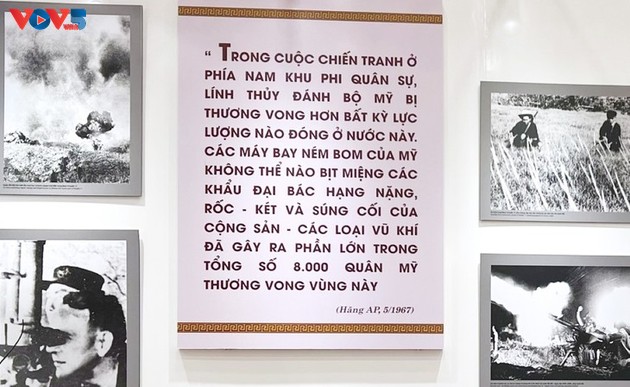 VOV5
“ TRONG CUỘC CHIẾN TRANH Ở
PHÍA NAM KHU PHI QUÂN SỰ,
LÍNH THỦY ĐÁNH BỘ MỸ BỊ
THƯƠNG VONG HƠN BẤT KỲ LỰC
LƯỢNG NÀO ĐÓNG Ở NƯỚC NÀY.
CÁC MÁY BAY NÉM BOM CỦA MỸ
KHÔNG THỂ NÀO BỊT MIỆNG CÁC
KHẨU ĐẠI BÁC HẠNG NẶNG,
RỐC - KÉT VÀ SÚNG CỐI CỦA
CỘNG SẢN - CÁC LOẠI VŨ KHÍ
ĐÃ GÂY RA PHẦN LỚN TRONG
TỔNG SỐ 8.000 QUÂN MỸ
THƯƠNG VONG VÙNG NÀY
(Hãng AP, 5/1967)